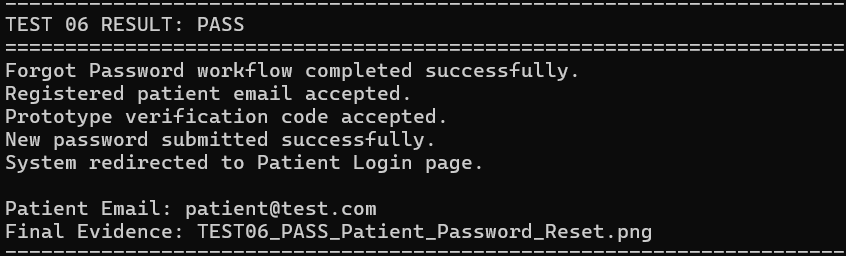 ------------------------------------------------------------------------
TEST 06 RESULT: PASS
========================================================================
Forgot Password workflow completed successfully.
Registered patient email accepted.
Prototype verification code accepted.
New password submitted successfully.
System redirected to Patient Login page.

Patient Email: patient@test.com
Final Evidence: TEST06_PASS_Patient_Password_Reset.png
------------------------------------------------------------------------